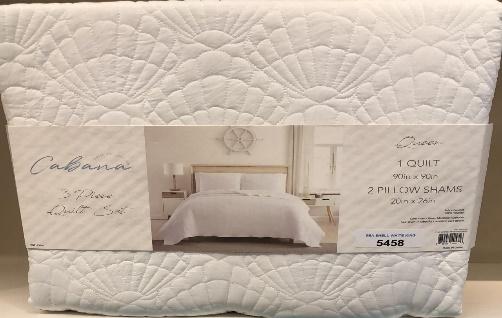 Cabana
3 Piece
Quilt Set
Queen
1 QUILT
90in x 90in
2 PILLOW SHAMS
20in x 26in
SEA SHELL WHITE KING
5458